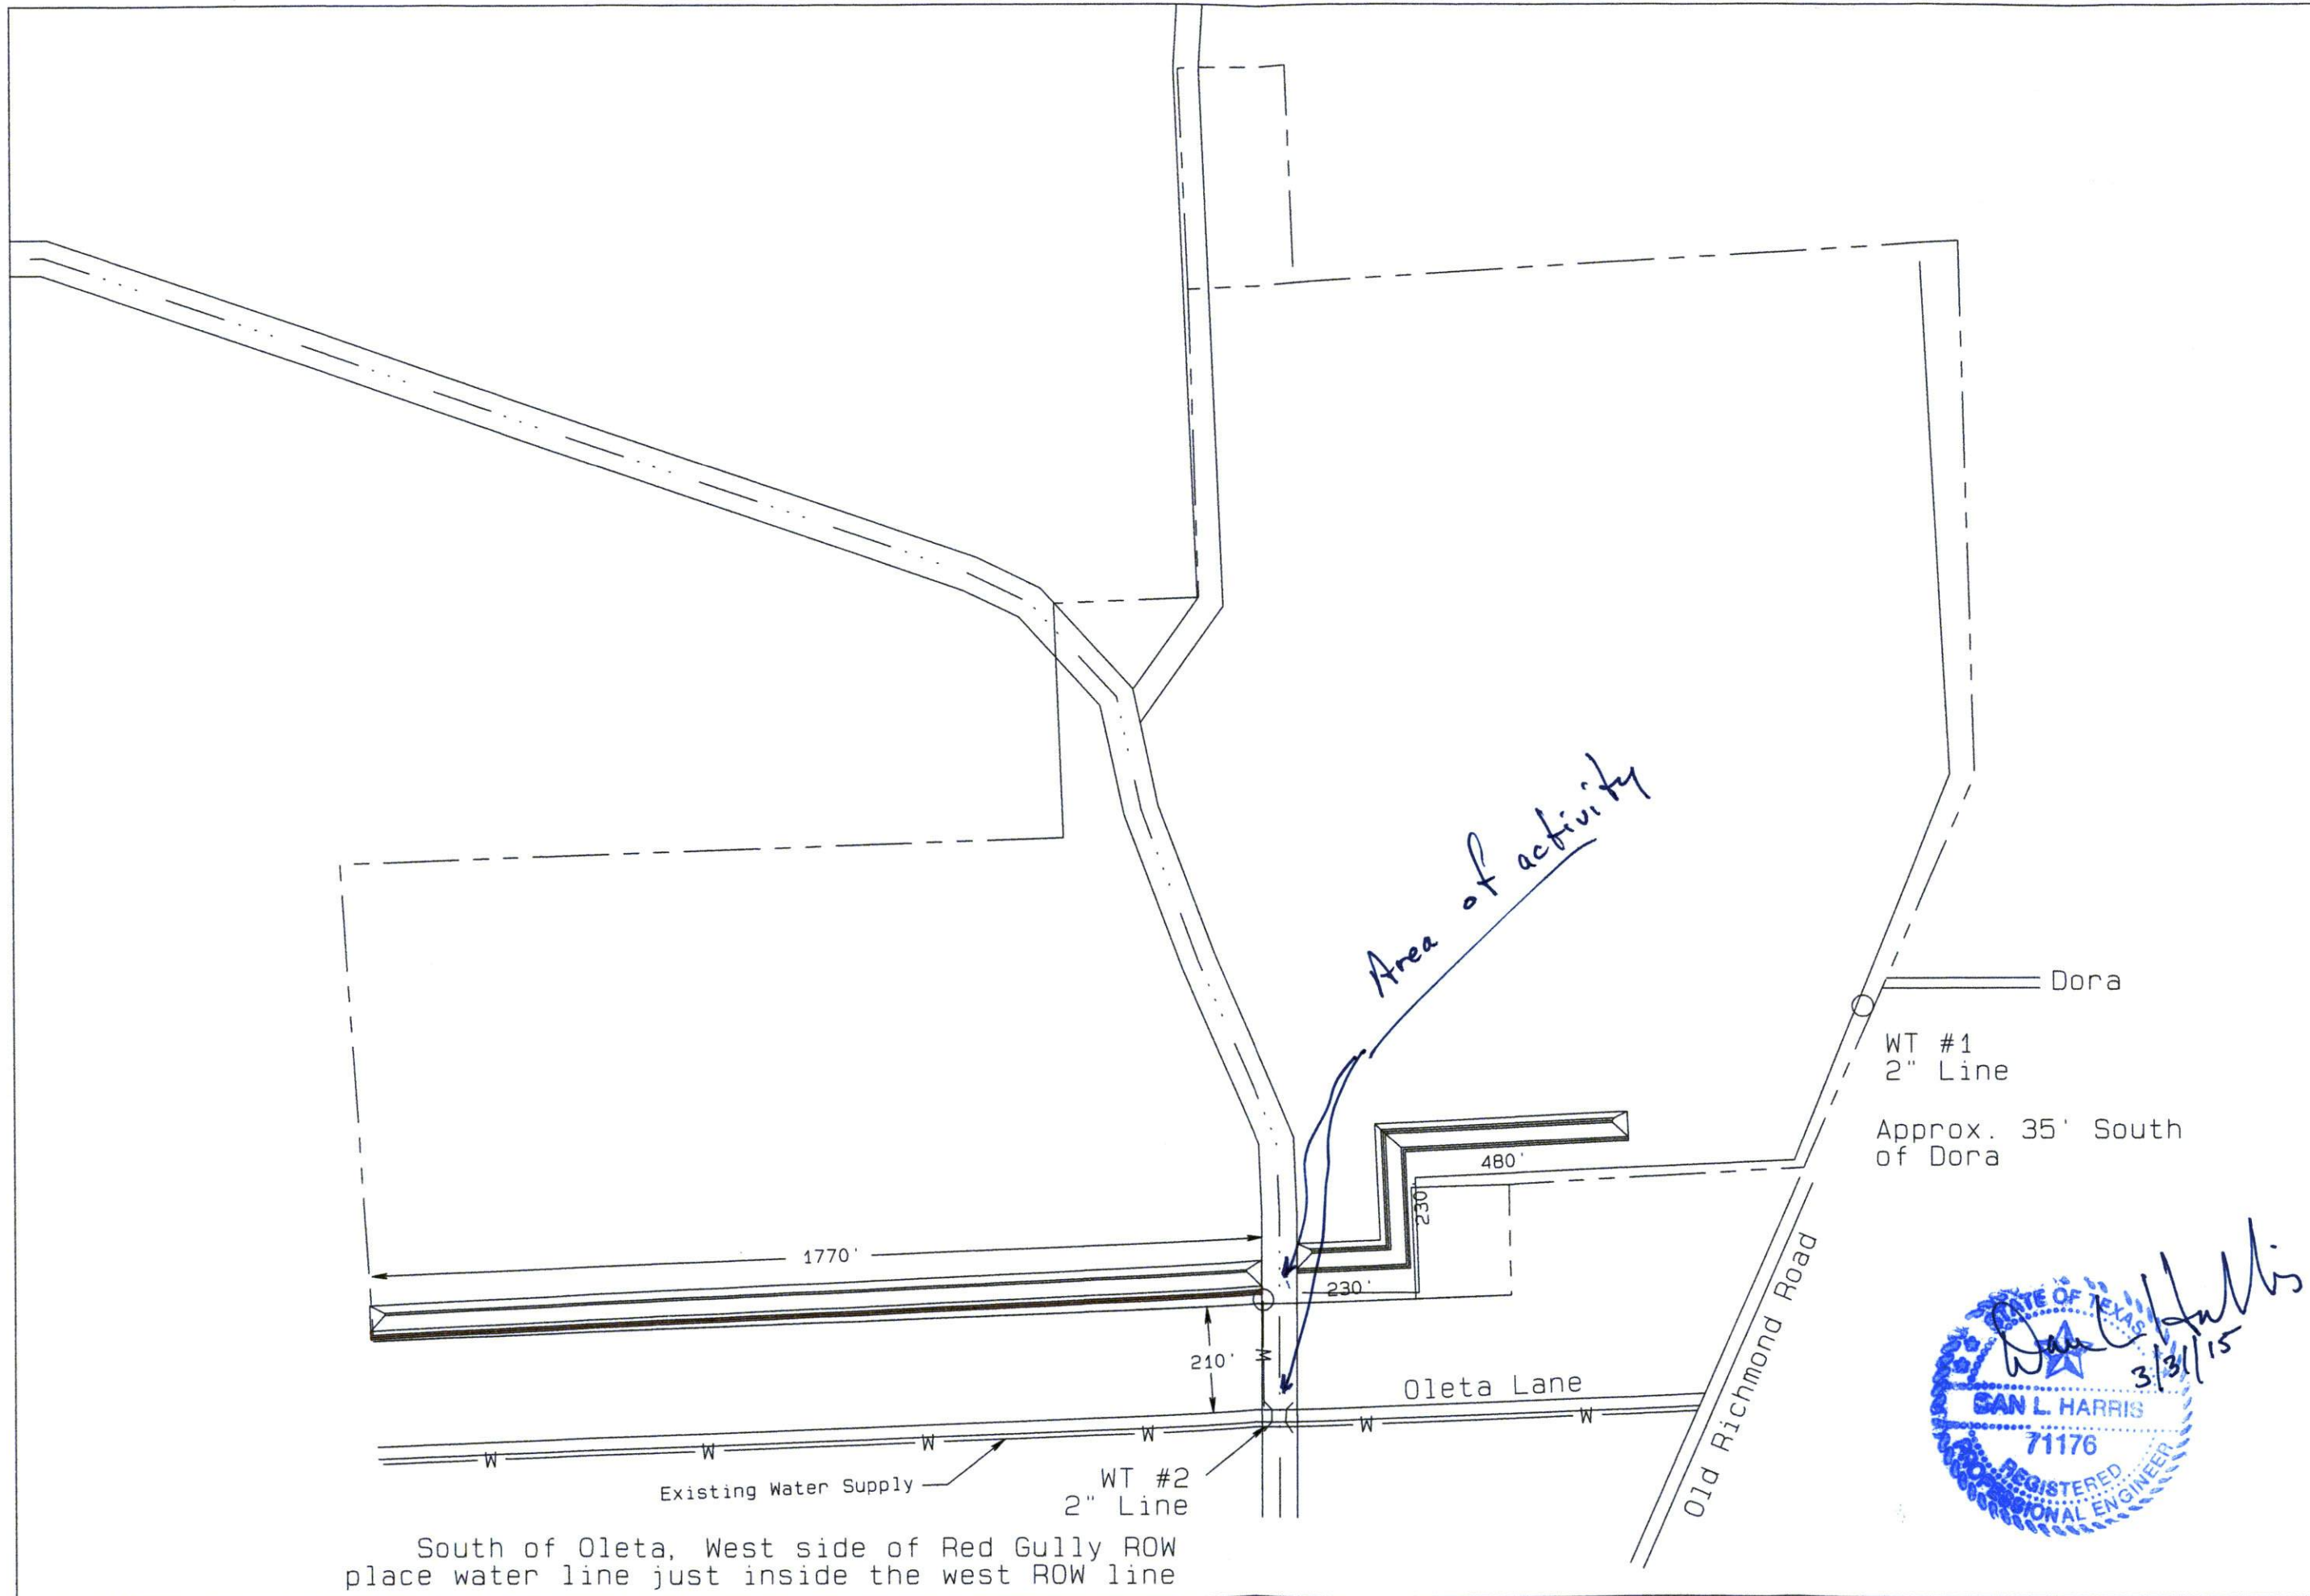 Area of activity
Dora
WT #1
2" Line
Approx. 35' South
of Dora
480'
230'
230'
1770'
210'
W
Oleta Lane
W
W
W
W
W
W
Existing Water Supply
WT #2
2" Line
Old Richmond Road
South of Oleta, West side of Red Gully ROW
place water line just inside the west ROW line
STATE OF TEXAS
3/31/15
DAN L. HARRIS
71176
REGISTERED
PROFESSIONAL ENGINEER